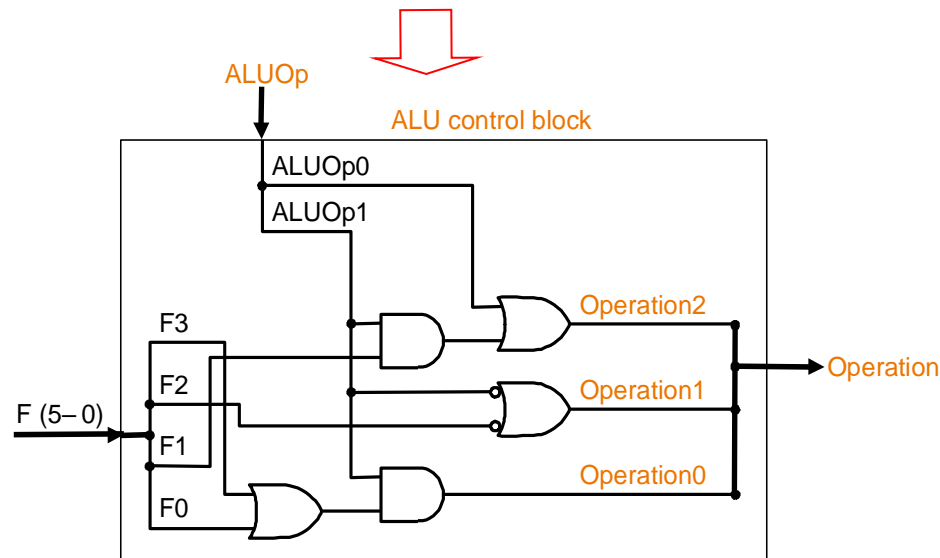 ALUOp
ALU control block
ALUOp0
ALUOp1
Operation2
F3
Operation
F2
Operation1
F (5– 0)
F1
Operation0
F0